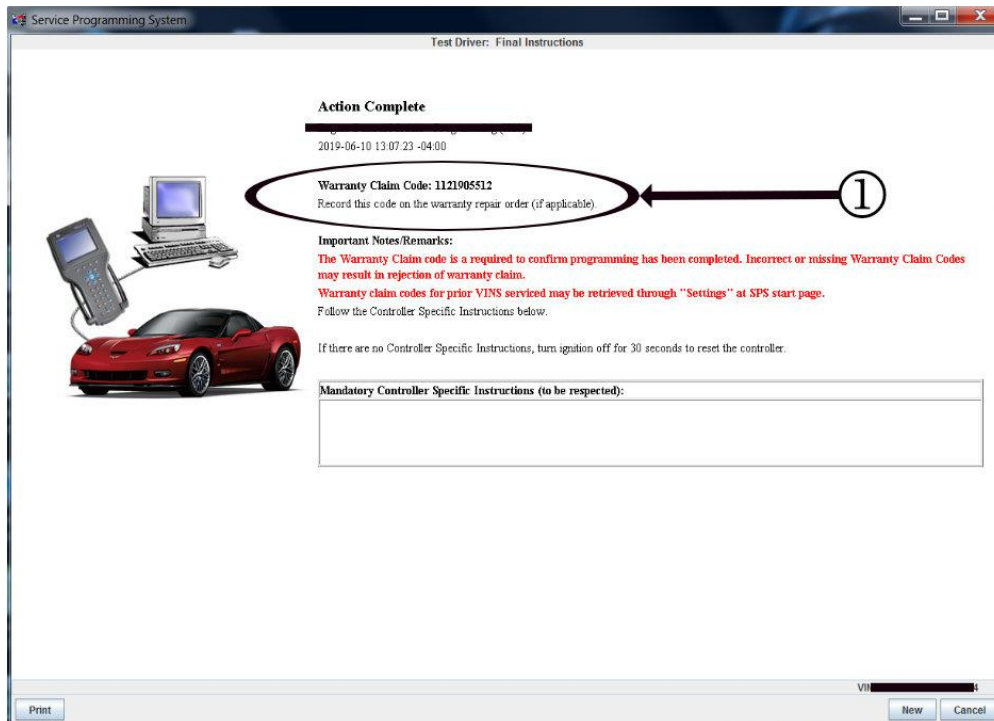 Service Programming System
Test Driver: Final Instructions
Action Complete
2019-06-10 13:07:23 -04:00
Warranty Claim Code: 1121905512
Record this code on the warranty repair order (if applicable).
1
Important Notes/Remarks:
The Warranty Claim code is a required to confirm programming has been completed. Incorrect or missing Warranty Claim Codes
may result in rejection of warranty claim.
Warranty claim codes for prior VINS serviced may be retrieved through "Settings" at SPS start page.
Follow the Controller Specific Instructions below.
If there are no Controller Specific Instructions, turn ignition off for 30 seconds to reset the controller.
Mandatory Controller Specific Instructions (to be respected):
4
Print
New
Cancel